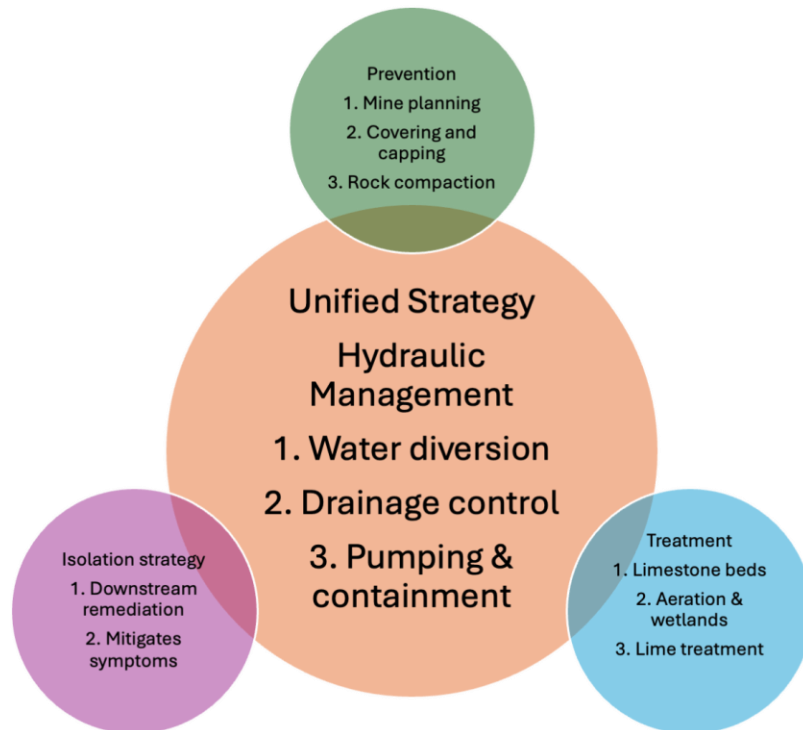 Prevention
1. Mine planning
2. Covering and
capping
3. Rock compaction
Unified Strategy
Hydraulic
Management
1. Water diversion
2. Drainage control
3. Pumping &
containment
Isolation strategy
1. Downstream
remediation
2. Mitigates
symptoms
Treatment
1. Limestone beds
2. Aeration &
wetlands
3. Lime treatment